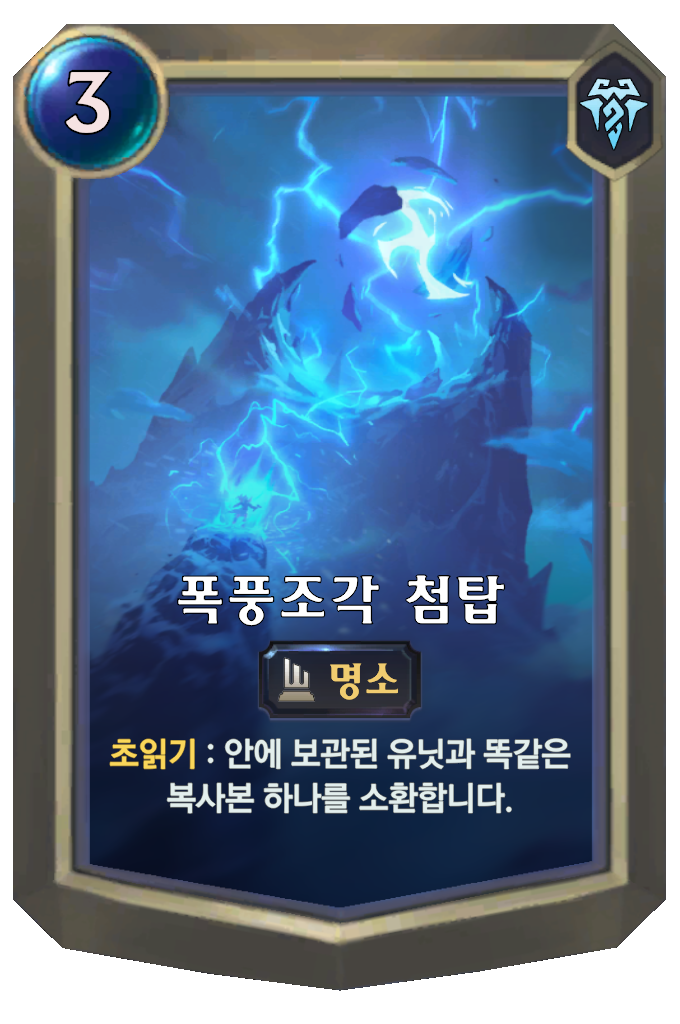 3
폭풍조각 첨탑
명소
초읽기 : 안에 보관된 유닛과 똑같은
복사본 하나를 소환합니다.